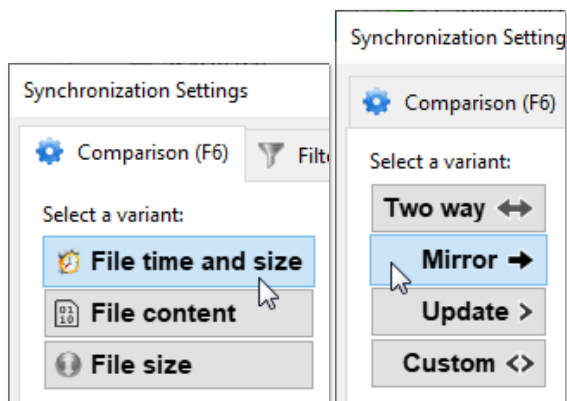 Synchronization Settings
Comparison (F6)
Filt
Select a variant:
File time and size
File content
File size
Synchronization Setting
Comparison (F6)
Select a variant:
Two way
Mirror
Update
Custom